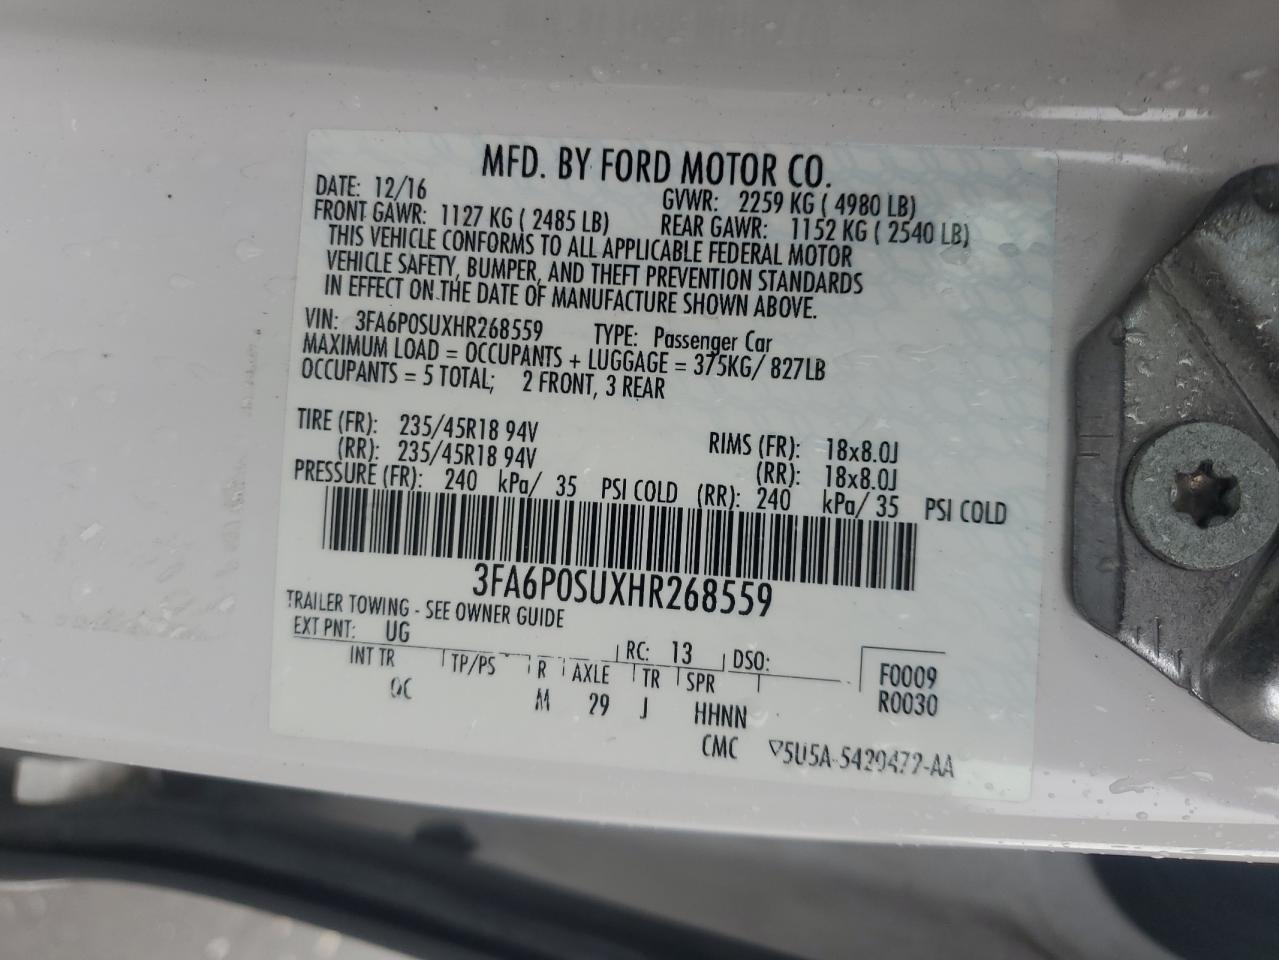 MFD. BY FORD MOTOR CO.
DATE: 12/16 GVWR: 2259 KG ( 4980 LB)
FRONT GAWR: 1127 KG ( 2485 LB) REAR GAWR: 1152 KG ( 2540 LB)
THIS VEHICLE CONFORMS TO ALL APPLICABLE FEDERAL MOTOR
VEHICLE SAFETY, BUMPER, AND THEFT PREVENTION STANDARDS
IN EFFECT ON THE DATE OF MANUFACTURE SHOWN ABOVE.
VIN: 3FA6P0SUXHR268559 TYPE: Passenger Car
MAXIMUM LOAD = OCCUPANTS + LUGGAGE = 375KG/ 827LB
OCCUPANTS = 5 TOTAL; 2 FRONT, 3 REAR
TIRE (FR): 235/45R18 94V RIMS (FR): 18x8.0J
(RR): 235/45R18 94V (RR): 18x8.0J
PRESSURE (FR): 240 kPa/ 35 PSI COLD (RR): 240 kPa/ 35 PSI COLD
3FA6P0SUXHR268559
TRAILER TOWING - SEE OWNER GUIDE
EXT PNT: UG RC: 13 DSO: F0009
INT TR TP/PS R AXLE TR SPR R0030
QC M 29 J HHNN
CMC 5U5A-5420472-AA